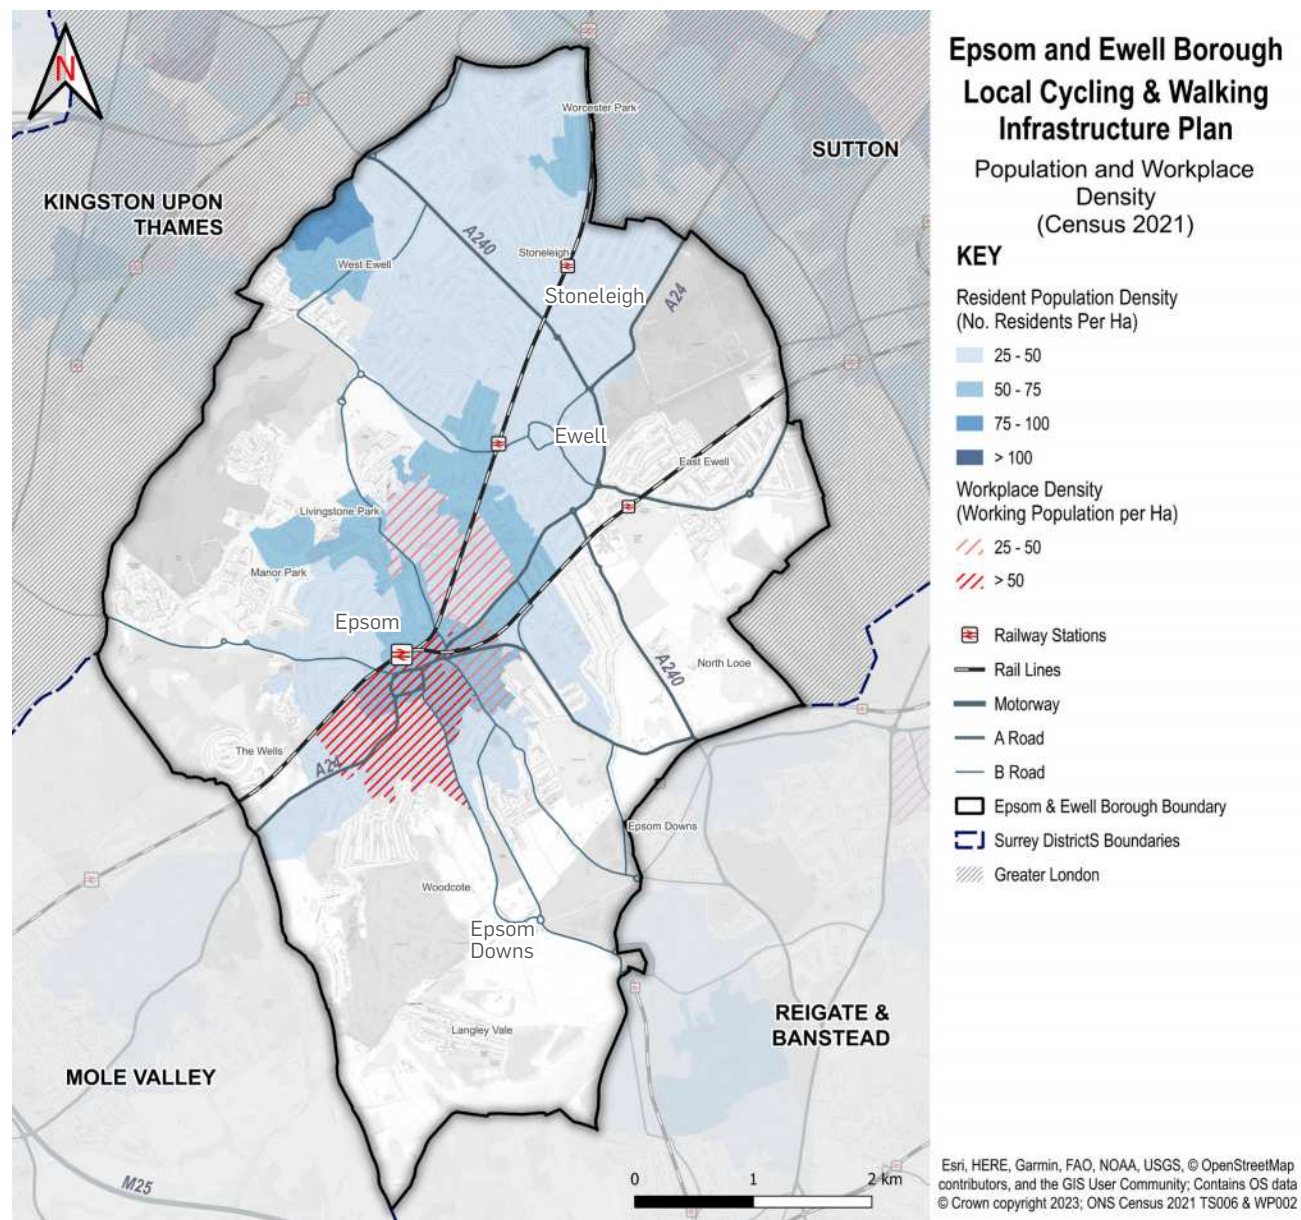 N
KINGSTON UPON
THAMES
SUTTON
Worcester Park
A240
Stoneleigh
West Ewell
Stoneleigh
A24
Ewell
East Ewell
Livingstone Park
Manor Park
Epsom
A240
North Looe
The Wells
A24
Epsom Downs
Woodcote
Epsom
Downs
Langley Vale
REIGATE &
BANSTEAD
MOLE VALLEY
M25
0 1 2 km
Epsom and Ewell Borough
Local Cycling & Walking
Infrastructure Plan
Population and Workplace
Density
(Census 2021)
KEY
Resident Population Density
(No. Residents Per Ha)
25 - 50
50 - 75
75 - 100
> 100
Workplace Density
(Working Population per Ha)
25 - 50
> 50
Railway Stations
Rail Lines
Motorway
A Road
B Road
Epsom & Ewell Borough Boundary
Surrey DistrictS Boundaries
Greater London
Esri, HERE, Garmin, FAO, NOAA, USGS, © OpenStreetMap
contributors, and the GIS User Community; Contains OS data
© Crown copyright 2023; ONS Census 2021 TS006 & WP002